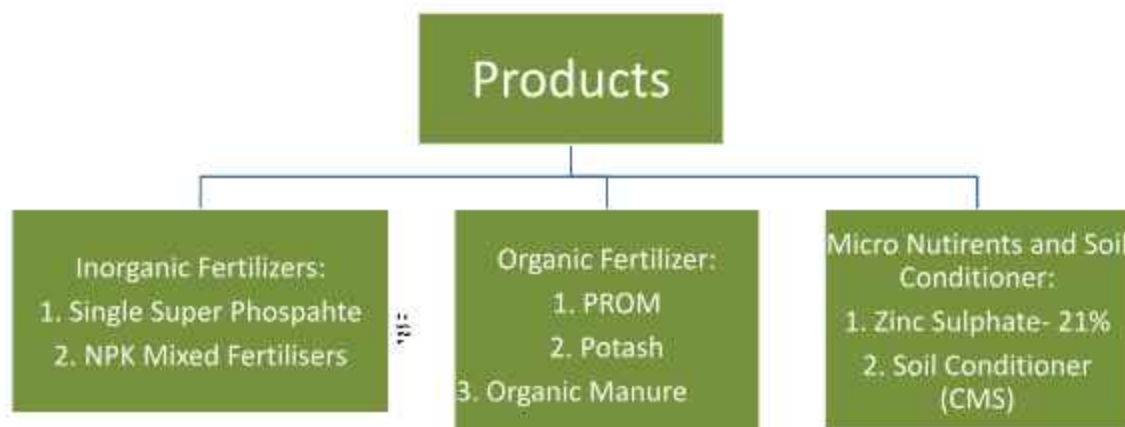 Products
Inorganic Fertilizers:
1. Single Super Phospahte
2. NPK Mixed Fertilisers
Organic Fertilizer:
1. PROM
2. Potash
3. Organic Manure
Micro Nutirents and Soil
Conditioner:
1. Zinc Sulphate- 21%
2. Soil Conditioner
(CMS)